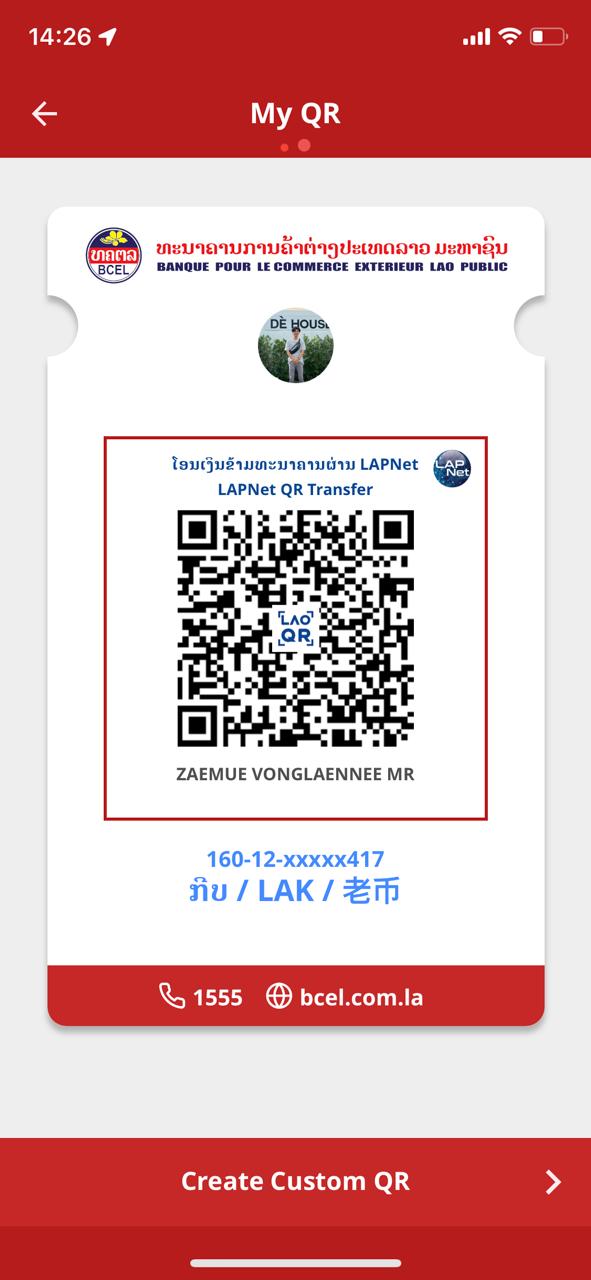 14:26
My QR
ທຄຕລ
BCEL
ທະນາຄານການຄ້າຕ່າງປະເທດລາວ ມະຫາຊົນ
BANQUE POUR LE COMMERCE EXTERIEUR LAO PUBLIC
DÈ HOUSE
ໂອນເງິນຂ້າມທະນາຄານຜ່ານ LAPNet
LAP
Net
LAPNet QR Transfer
LAO
QR
ZAEMUE VONGLAENNEE MR
160-12-xxxxx417
ກີບ / LAK / 老币
1555 bcel.com.la
Create Custom QR